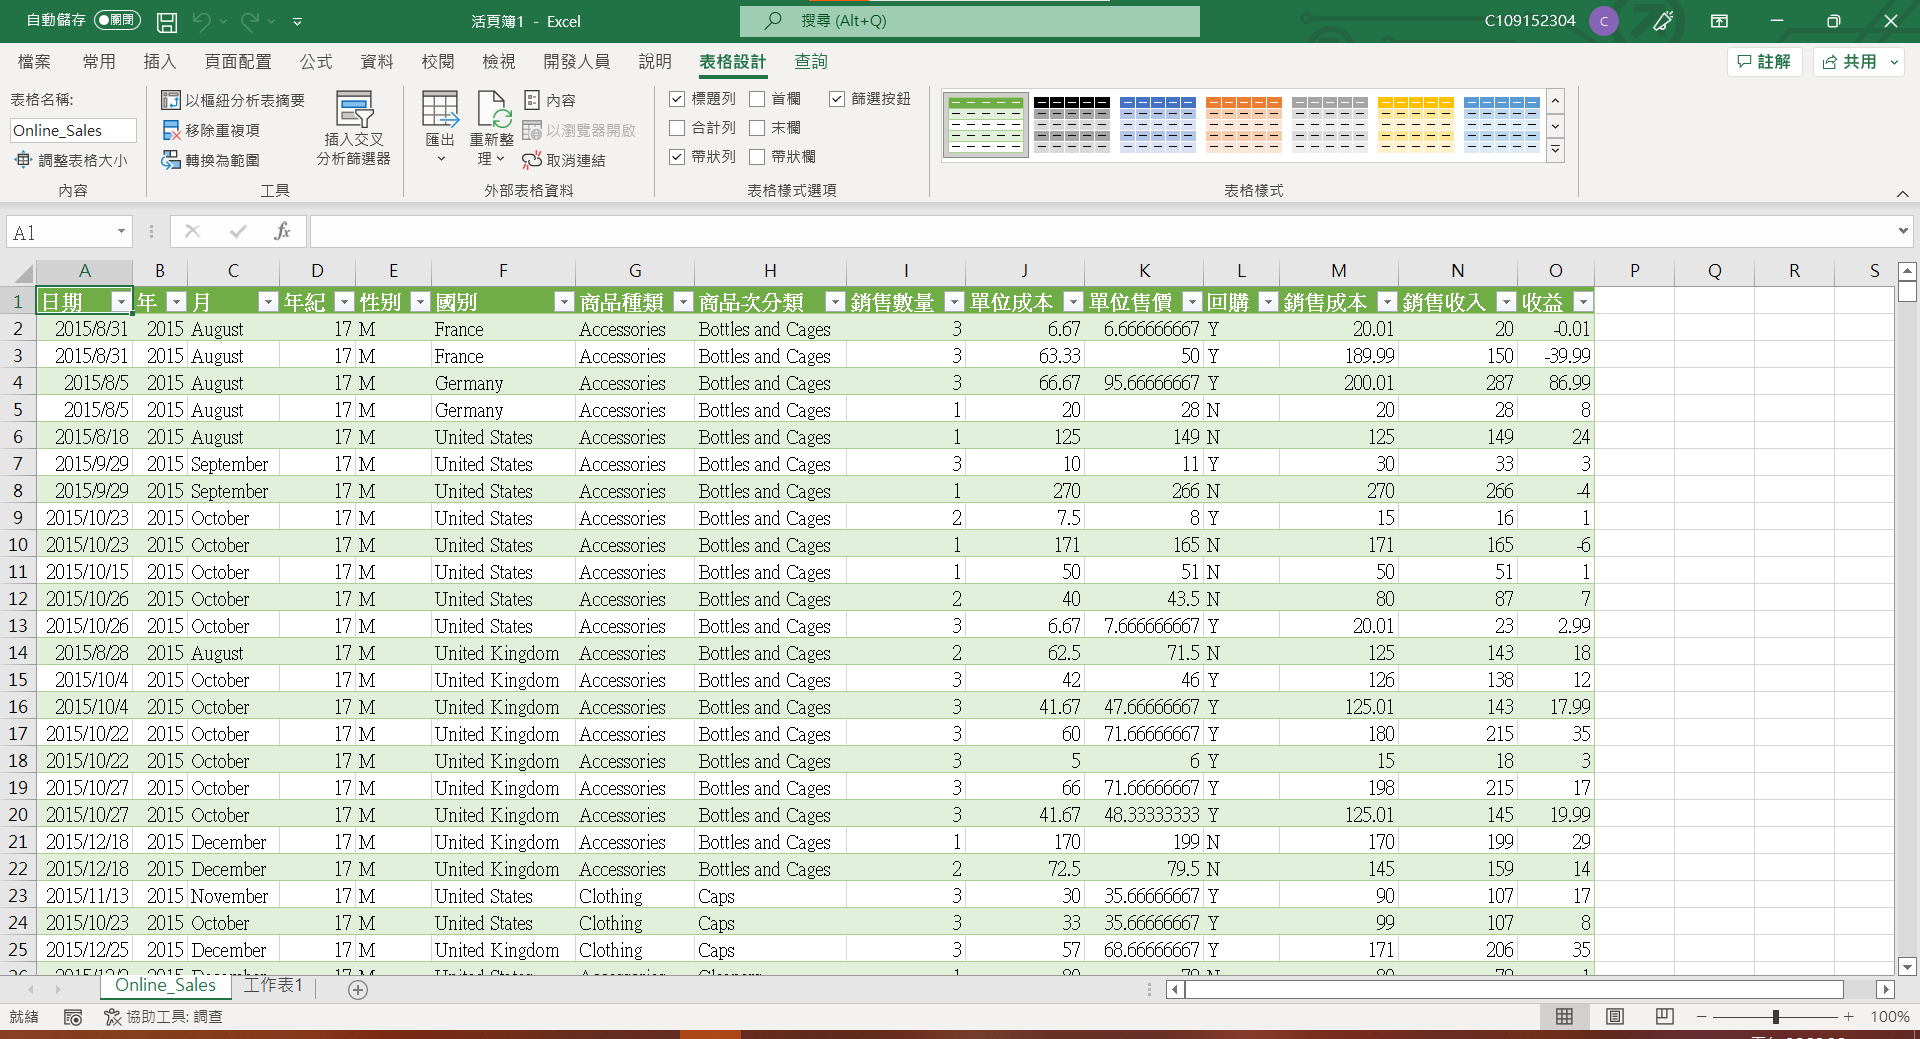 自動儲存 關閉 活頁簿1 - Excel 搜尋 (Alt+Q) C109152304 C
檔案 常用 插入 頁面配置 公式 資料 校閱 檢視 開發人員 說明 表格設計 查詢 註解 共用
表格名稱:
Online_Sales
調整表格大小
內容
以樞紐分析表摘要
移除重複項
轉換為範圍
插入交叉
分析篩選器
工具
匯出
重新整
理
內容
以瀏覽器開啟
取消連結
外部表格資料
標題列 首欄 篩選按鈕
合計列 末欄
帶狀列 帶狀欄
表格樣式選項
表格樣式
A1 fx
A B C D E F G H I J K L M N O P Q R S
1 日期 年 月 年紀 性別 國別 商品種類 商品次分類 銷售數量 單位成本 單位售價 回購 銷售成本 銷售收入 收益
2 2015/8/31 2015 August 17 M France Accessories Bottles and Cages 3 6.67 6.666666667 Y 20.01 20 -0.01
3 2015/8/31 2015 August 17 M France Accessories Bottles and Cages 3 63.33 50 Y 189.99 150 -39.99
4 2015/8/5 2015 August 17 M Germany Accessories Bottles and Cages 3 66.67 95.66666667 Y 200.01 287 86.99
5 2015/8/5 2015 August 17 M Germany Accessories Bottles and Cages 1 20 28 N 20 28 8
6 2015/8/18 2015 August 17 M United States Accessories Bottles and Cages 1 125 149 N 125 149 24
7 2015/9/29 2015 September 17 M United States Accessories Bottles and Cages 3 10 11 Y 30 33 3
8 2015/9/29 2015 September 17 M United States Accessories Bottles and Cages 1 270 266 N 270 266 -4
9 2015/10/23 2015 October 17 M United States Accessories Bottles and Cages 2 7.5 8 Y 15 16 1
10 2015/10/23 2015 October 17 M United States Accessories Bottles and Cages 1 171 165 N 171 165 -6
11 2015/10/15 2015 October 17 M United States Accessories Bottles and Cages 1 50 51 N 50 51 1
12 2015/10/26 2015 October 17 M United States Accessories Bottles and Cages 2 40 43.5 N 80 87 7
13 2015/10/26 2015 October 17 M United States Accessories Bottles and Cages 3 6.67 7.666666667 Y 20.01 23 2.99
14 2015/8/28 2015 August 17 M United Kingdom Accessories Bottles and Cages 2 62.5 71.5 N 125 143 18
15 2015/10/4 2015 October 17 M United Kingdom Accessories Bottles and Cages 3 42 46 Y 126 138 12
16 2015/10/4 2015 October 17 M United Kingdom Accessories Bottles and Cages 3 41.67 47.66666667 Y 125.01 143 17.99
17 2015/10/22 2015 October 17 M United Kingdom Accessories Bottles and Cages 3 60 71.66666667 Y 180 215 35
18 2015/10/22 2015 October 17 M United Kingdom Accessories Bottles and Cages 3 5 6 Y 15 18 3
19 2015/10/27 2015 October 17 M United Kingdom Accessories Bottles and Cages 3 66 71.66666667 Y 198 215 17
20 2015/10/27 2015 October 17 M United Kingdom Accessories Bottles and Cages 3 41.67 48.33333333 Y 125.01 145 19.99
21 2015/12/18 2015 December 17 M United Kingdom Accessories Bottles and Cages 1 170 199 N 170 199 29
22 2015/12/18 2015 December 17 M United Kingdom Accessories Bottles and Cages 2 72.5 79.5 N 145 159 14
23 2015/11/13 2015 November 17 M United States Clothing Caps 3 30 35.66666667 Y 90 107 17
24 2015/10/23 2015 October 17 M United States Clothing Caps 3 33 35.66666667 Y 99 107 8
25 2015/12/25 2015 December 17 M United Kingdom Clothing Caps 3 57 68.66666667 Y 171 206 35
Online_Sales 工作表1
就緒 協助工具: 調查 100%